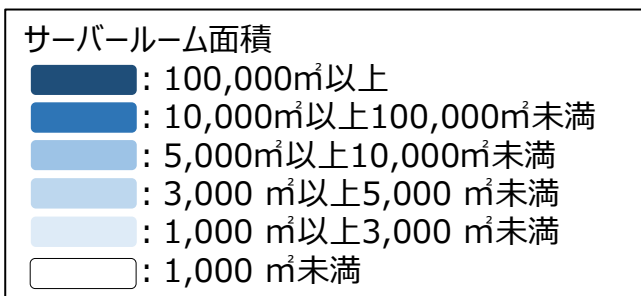 サーバールーム面積
: 100,000㎡以上
: 10,000㎡以上100,000㎡未満
: 5,000㎡以上10,000㎡未満
: 3,000 ㎡以上5,000 ㎡未満
: 1,000 ㎡以上3,000 ㎡未満
: 1,000 ㎡未満